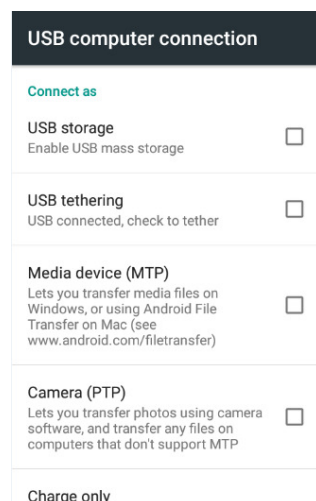 USB computer connection
Connect as
USB storage
Enable USB mass storage
USB tethering
USB connected, check to tether
Media device (MTP)
Lets you transfer media files on
Windows, or using Android File
Transfer on Mac (see
www.android.com/filetransfer)
Camera (PTP)
Lets you transfer photos using camera
software, and transfer any files on
computers that don't support MTP
Charge only